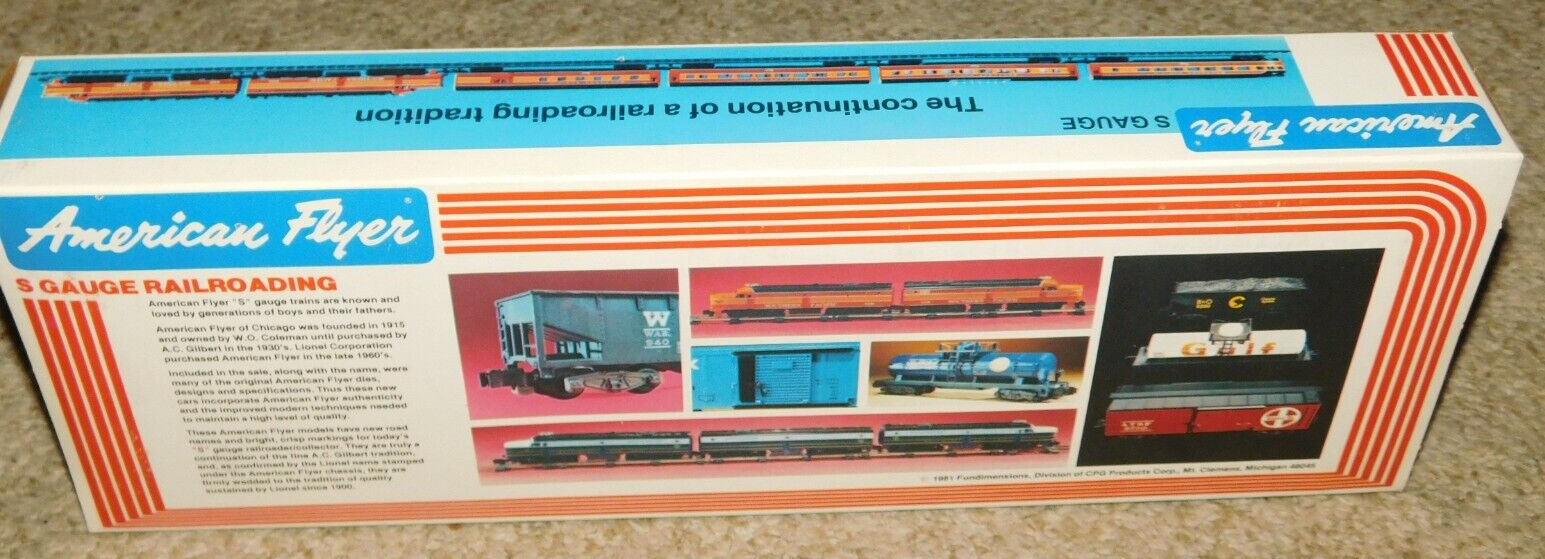 The continuation of a railroading tradition
S GAUGE
American Flyer®
American Flyer®
S GAUGE RAILROADING
American Flyer "S" gauge trains are known and
loved by generations of boys and their fathers.
American Flyer of Chicago was founded in 1915
and owned by W.O. Coleman until purchased by
A.C. Gilbert in the 1930's. Lionel Corporation
purchased American Flyer in the late 1960's.
Included in the sale, along with the name, were
many of the original American Flyer dies,
designs and specifications. Thus these new
cars incorporate American Flyer authenticity
and the improved modern techniques needed
to maintain a high level of quality.
These American Flyer models have new road
names and bright, crisp markings for today's
"S" gauge railroader/collector. They are truly a
continuation of the fine A.C. Gilbert tradition,
and, as confirmed by the Lionel name stamped
under the American Flyer chassis, they are
firmly wedded to the tradition of quality
sustained by Lionel since 1900.
W
W.&E.
940
B&O
C
Gulf
A.T.&S.F.
© 1981 Fundimensions, Division of CPG Products Corp., Mt. Clemens, Michigan 48045